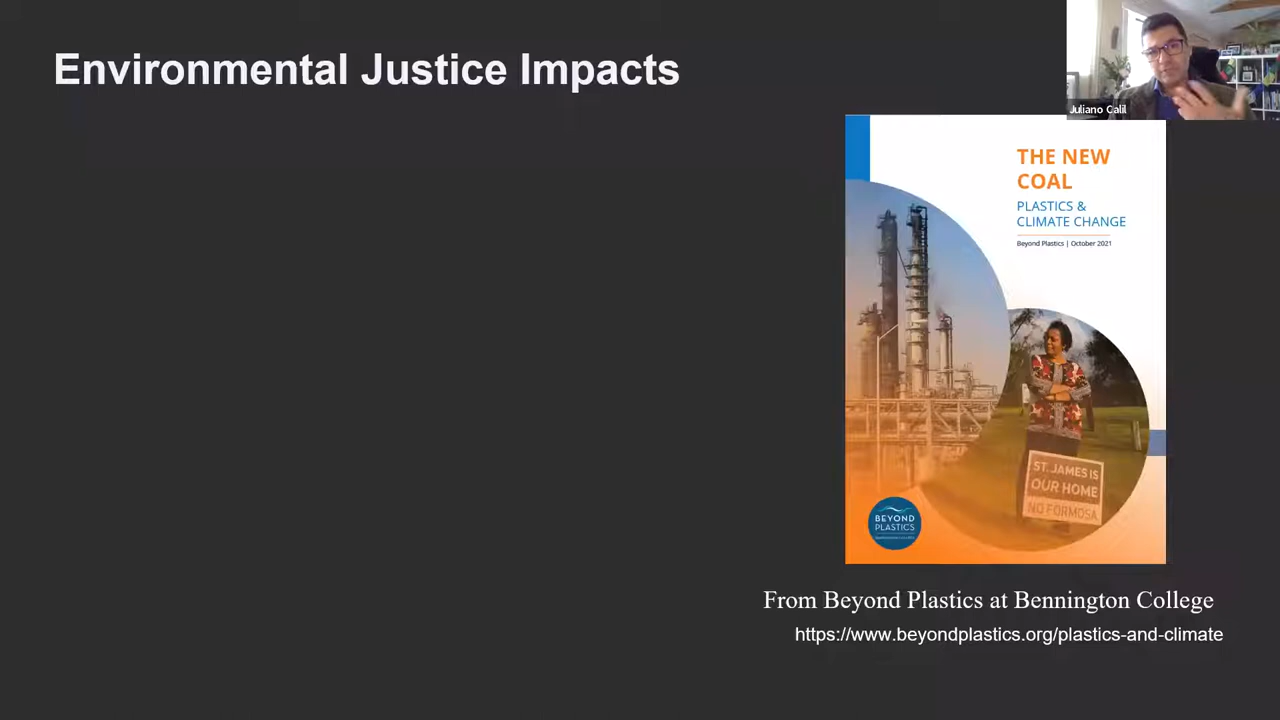 Environmental Justice Impacts
Juliano Calil
THE NEW
COAL
PLASTICS &
CLIMATE CHANGE
Beyond Plastics | October 2021
ST. JAMES IS
OUR HOME
NO FORMOSA
BEYOND
PLASTICS
From Beyond Plastics at Bennington College
https://www.beyondplastics.org/plastics-and-climate